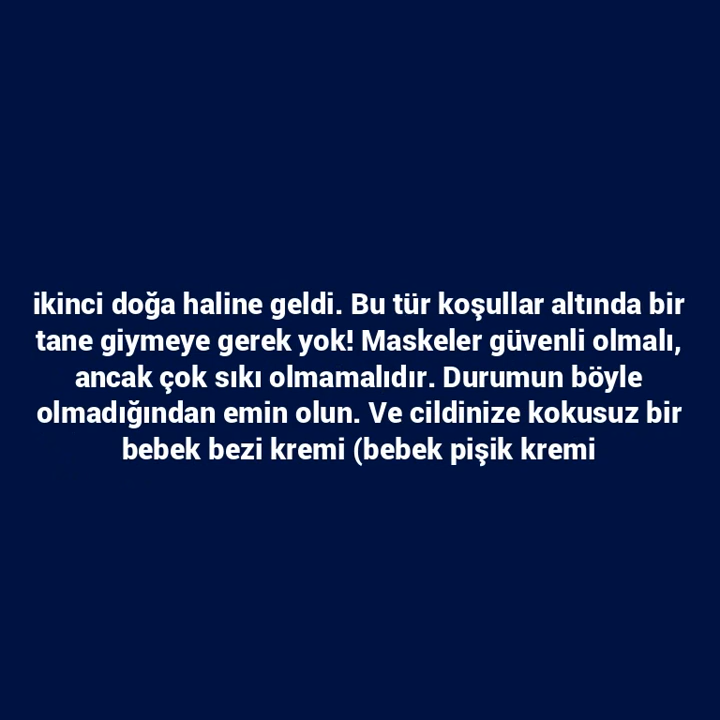 ikinci doğa haline geldi. Bu tür koşullar altında bir
tane giymeye gerek yok! Maskeler güvenli olmalı,
ancak çok sıkı olmamalıdır. Durumun böyle
olmadığından emin olun. Ve cildinize kokusuz bir
bebek bezi kremi (bebek pişik kremi